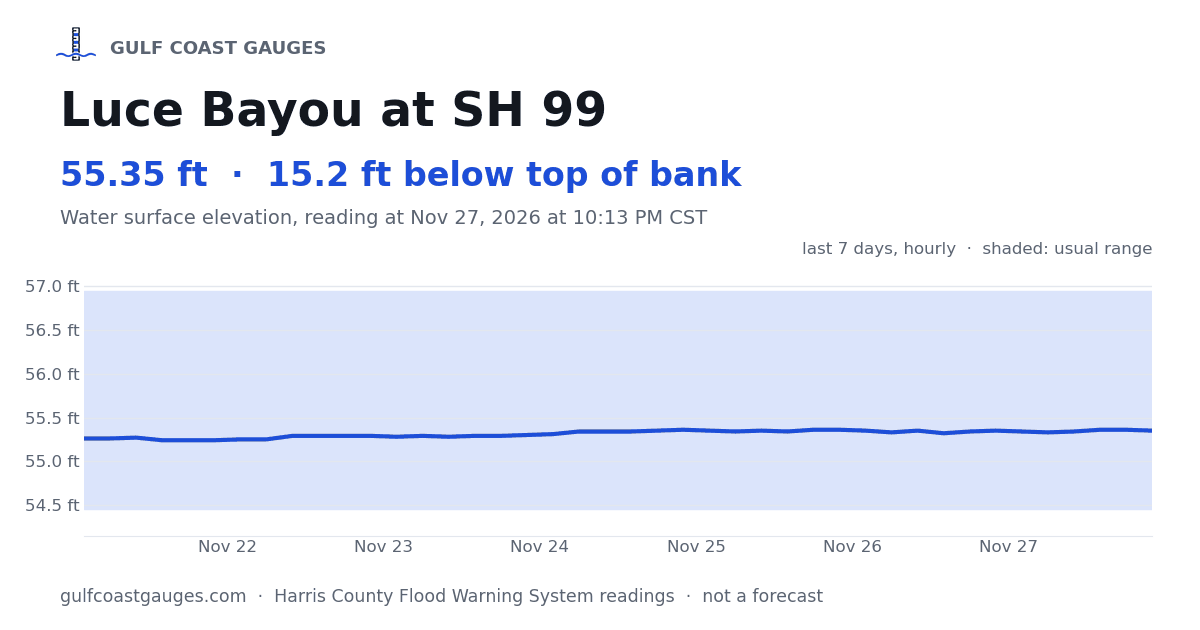 GULF COAST GAUGES
Luce Bayou at SH 99
55.35 ft · 15.2 ft below top of bank
Water surface elevation, reading at Nov 27, 2026 at 10:13 PM CST
last 7 days, hourly · shaded: usual range
57.0 ft
56.5 ft
56.0 ft
55.5 ft
55.0 ft
54.5 ft
Nov 22 Nov 23 Nov 24 Nov 25 Nov 26 Nov 27
gulfcoastgauges.com · Harris County Flood Warning System readings · not a forecast